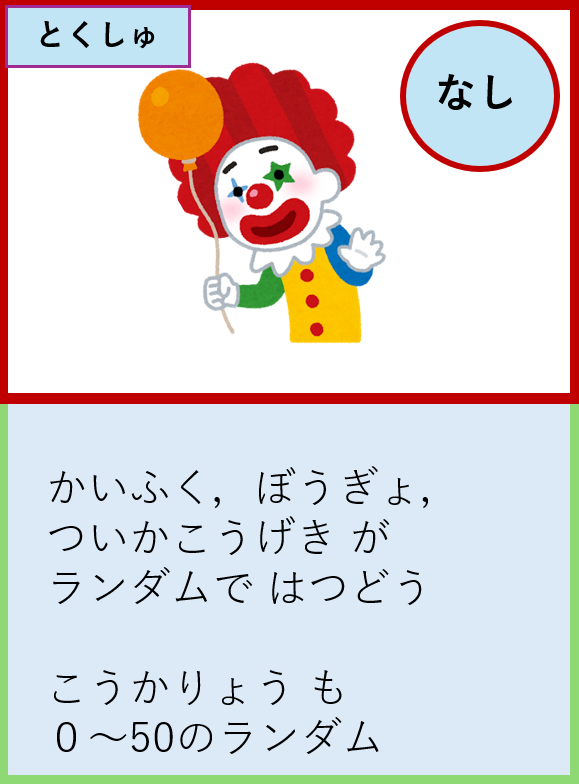 とくしゅ
なし
かいふく，ぼうぎょ，
ついかこうげき が
ランダムで はつどう
こうかりょう も
０～50のランダム